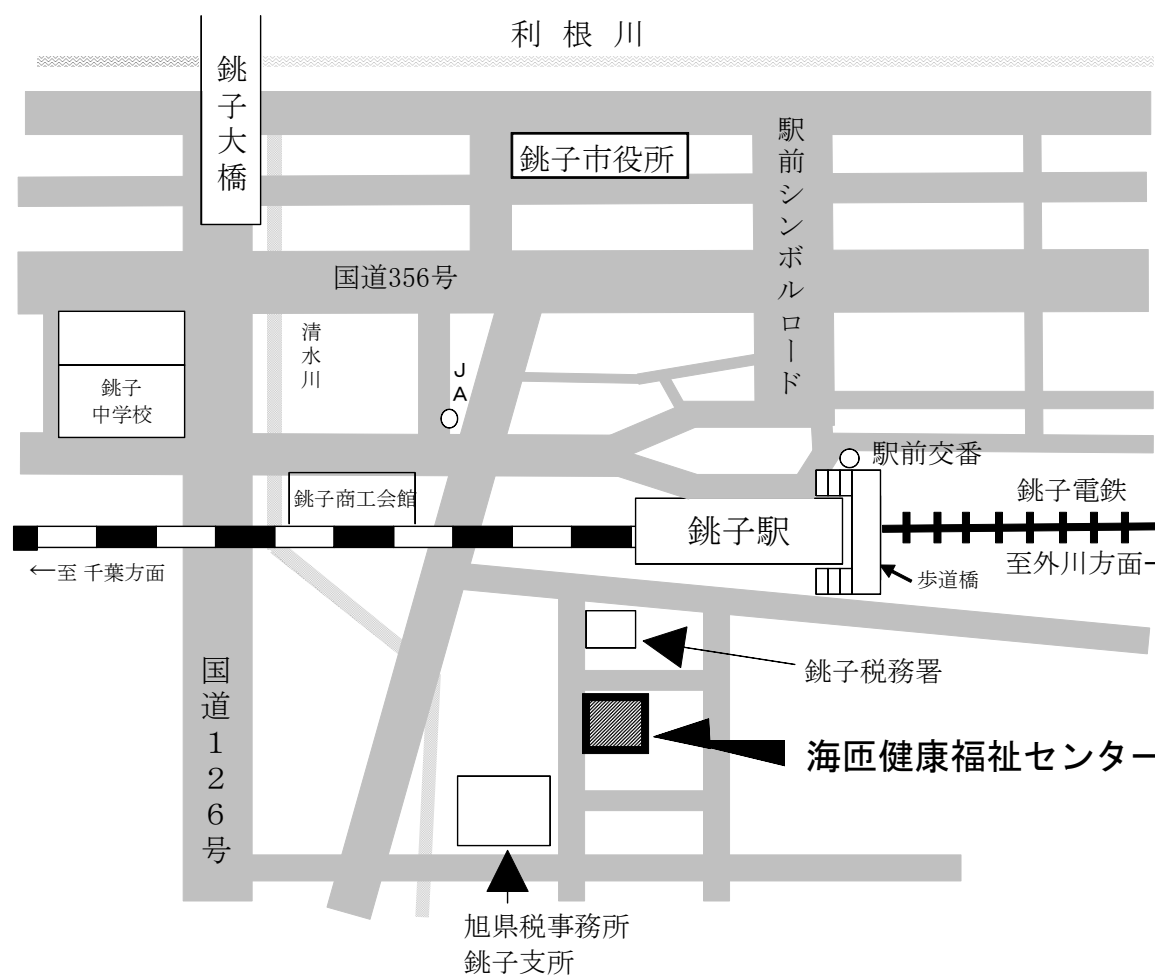 利根川
銚子大橋
銚子市役所
駅前シンボルロード
国道356号
清水川
JA
銚子
中学校
駅前交番
銚子商工会館
銚子駅
銚子電鉄
←至 千葉方面
至外川方面
歩道橋
銚子税務署
国道126号
海匝健康福祉センター
旭県税事務所
銚子支所